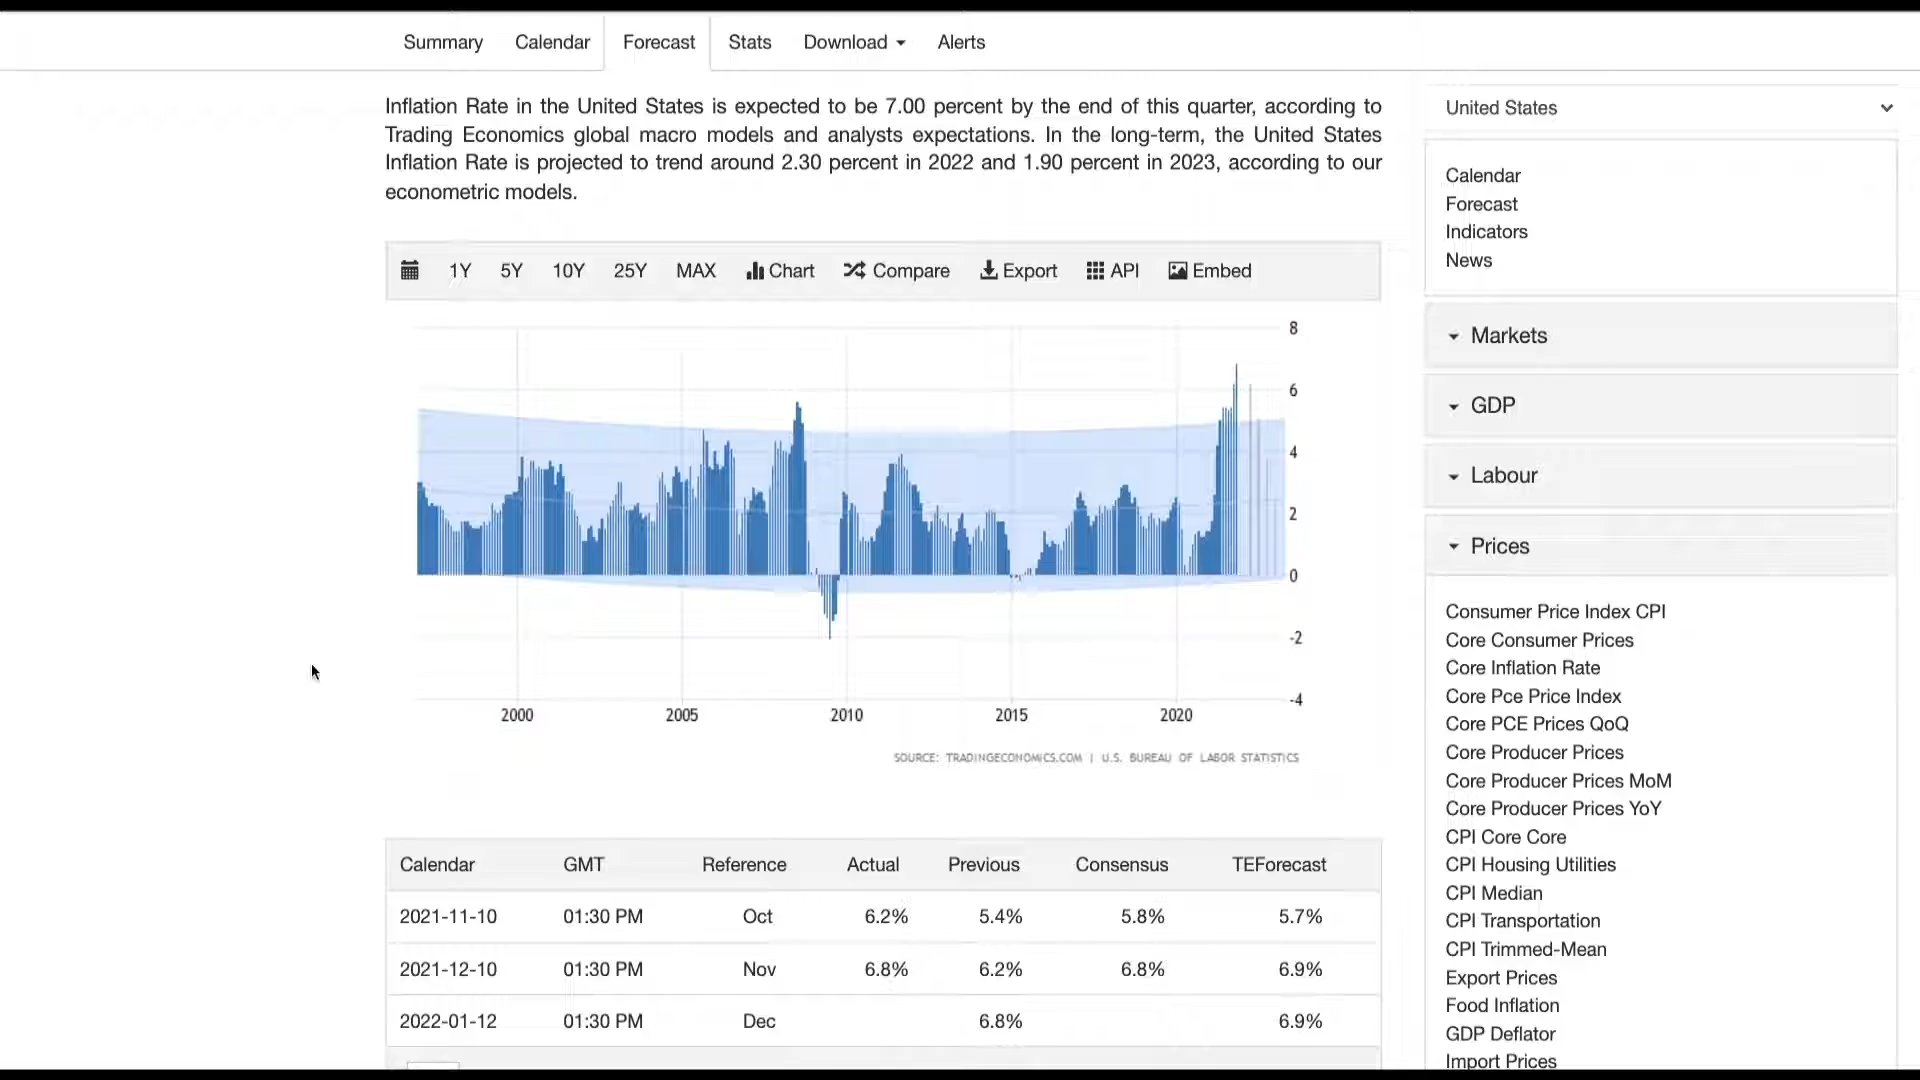 Summary Calendar Forecast Stats Download Alerts
Inflation Rate in the United States is expected to be 7.00 percent by the end of this quarter, according to
Trading Economics global macro models and analysts expectations. In the long-term, the United States
Inflation Rate is projected to trend around 2.30 percent in 2022 and 1.90 percent in 2023, according to our
econometric models.
1Y 5Y 10Y 25Y MAX Chart Compare Export API Embed
8
6
4
2
0
-2
-4
2000 2005 2010 2015 2020
SOURCE: TRADINGECONOMICS.COM | U.S. BUREAU OF LABOR STATISTICS
Calendar GMT Reference Actual Previous Consensus TEForecast
2021-11-10 01:30 PM Oct 6.2% 5.4% 5.8% 5.7%
2021-12-10 01:30 PM Nov 6.8% 6.2% 6.8% 6.9%
2022-01-12 01:30 PM Dec 6.8% 6.9%
United States
Calendar
Forecast
Indicators
News
Markets
GDP
Labour
Prices
Consumer Price Index CPI
Core Consumer Prices
Core Inflation Rate
Core Pce Price Index
Core PCE Prices QoQ
Core Producer Prices
Core Producer Prices MoM
Core Producer Prices YoY
CPI Core Core
CPI Housing Utilities
CPI Median
CPI Transportation
CPI Trimmed-Mean
Export Prices
Food Inflation
GDP Deflator
Import Prices